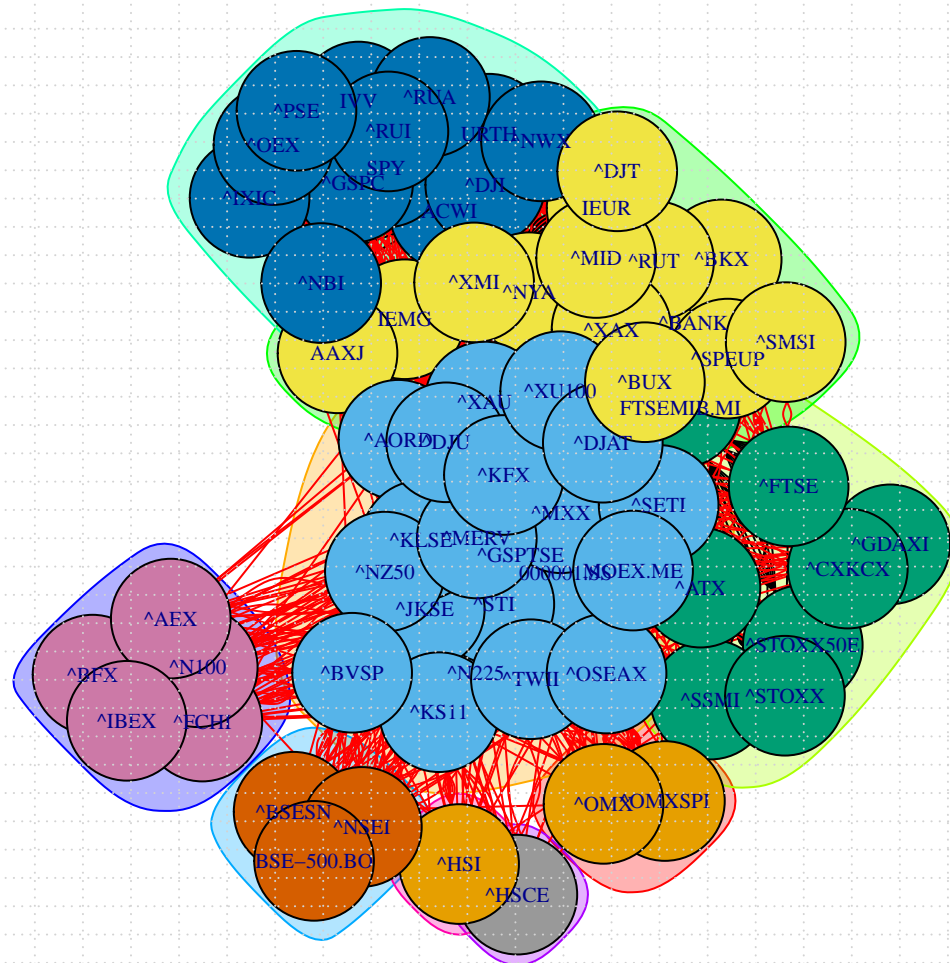 ^PSE
IVV
^RUA
^OEX
^RUI
URTH
^NWX
SPY
^IXIC
^GSPC
^DJI
ACWI
^DJT
IEUR
^NBI
^XMI
^NYA
^MID
^RUT
^BKX
IEMG
AAXJ
^XAX
^BANK
^SMSI
^SPEUP
^BUX
FTSEMIB.MI
^XAU
^XU100
^AORD
^DJU
^DJAT
^KFX
^FTSE
^MXX
^SETI
^KLSE
^MERV
^GSPTSE
^GDAXI
^NZ50
MOEX.ME
^CXKCX
^ATX
^JKSE
^STI
^AEX
^STOXX50E
^BFX
^N100
^BVSP
^N225
^TWII
^OSEAX
^SSMI
^STOXX
^IBEX
^FCHI
^KS11
^OMX
^OMXSPI
^BSESN
^NSEI
BSE−500.BO
^HSI
^HSCE